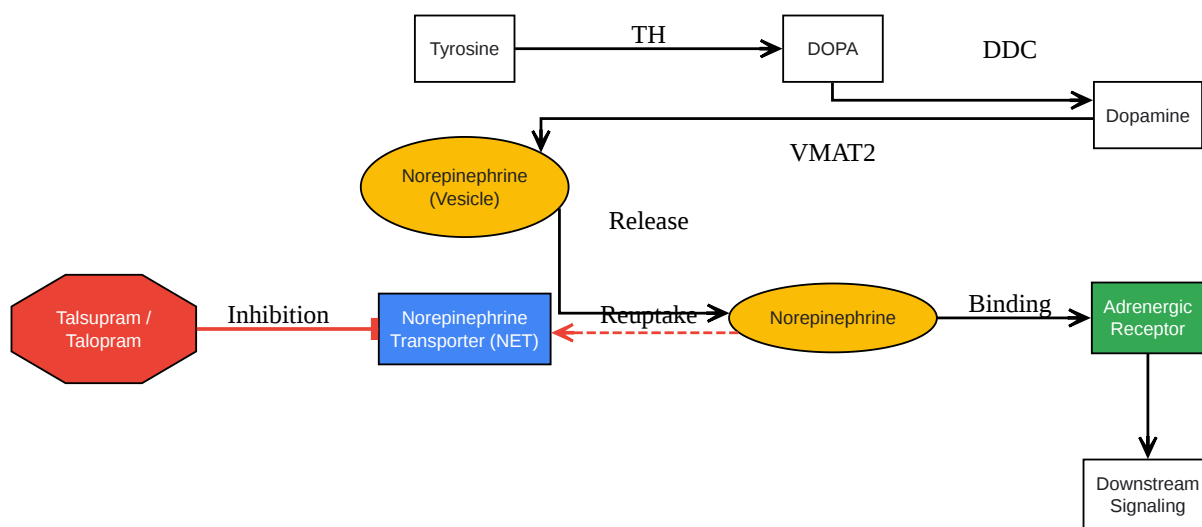 Tyrosine
TH
DOPA
DDC
Dopamine
VMAT2
Norepinephrine
(Vesicle)
Release
Talsupram /
Talopram
Inhibition
Norepinephrine
Transporter (NET)
Reuptake
Norepinephrine
Binding
Adrenergic
Receptor
Downstream
Signaling